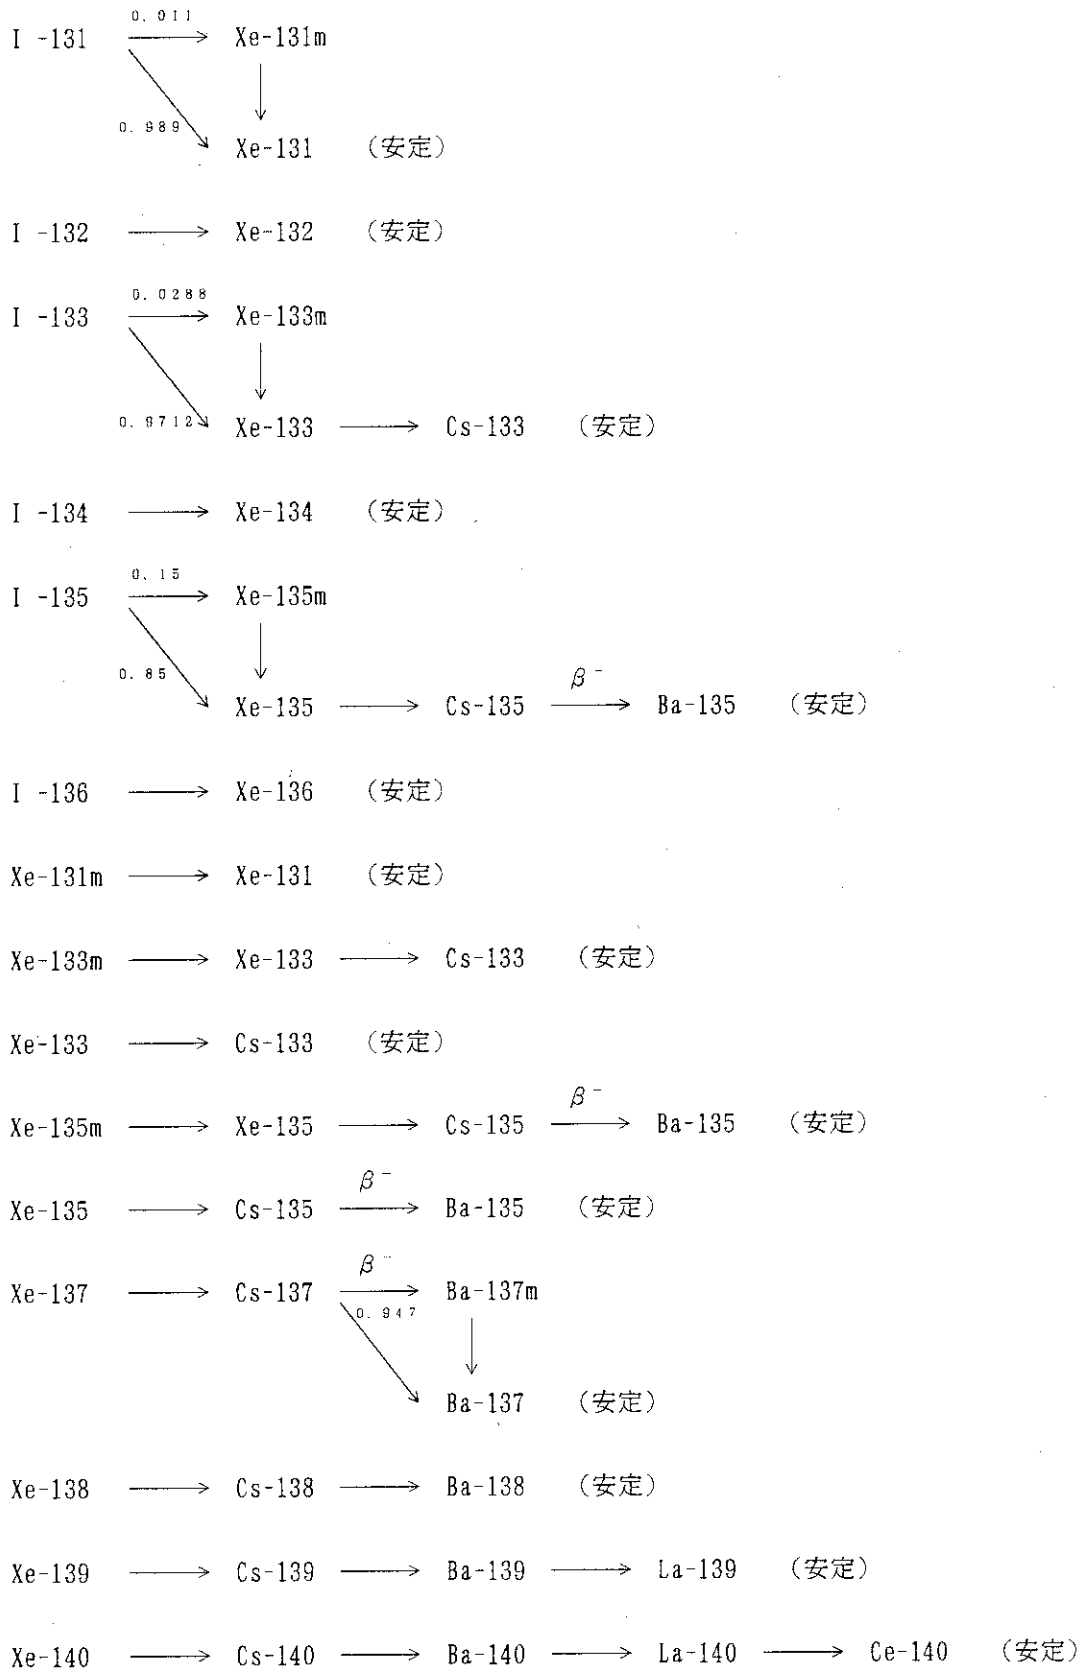 0.011
I -131 → Xe-131m
↓
0.989
Xe-131 （安定）
I -132 → Xe-132 （安定）
0.0288
I -133 → Xe-133m
↓
0.9712
Xe-133 → Cs-133 （安定）
I -134 → Xe-134 （安定）
0.15
I -135 → Xe-135m
↓
0.85
β⁻
Xe-135 → Cs-135 → Ba-135 （安定）
I -136 → Xe-136 （安定）
Xe-131m → Xe-131 （安定）
Xe-133m → Xe-133 → Cs-133 （安定）
Xe-133 → Cs-133 （安定）
β⁻
Xe-135m → Xe-135 → Cs-135 → Ba-135 （安定）
β⁻
Xe-135 → Cs-135 → Ba-135 （安定）
β⁻
Xe-137 → Cs-137 → Ba-137m
0.947
↓
Ba-137 （安定）
Xe-138 → Cs-138 → Ba-138 （安定）
Xe-139 → Cs-139 → Ba-139 → La-139 （安定）
Xe-140 → Cs-140 → Ba-140 → La-140 → Ce-140 （安定）